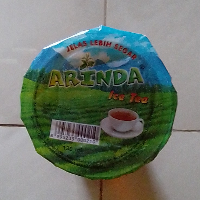 JELAS LEBIH SEGAR
ARINDA
Ice Tea